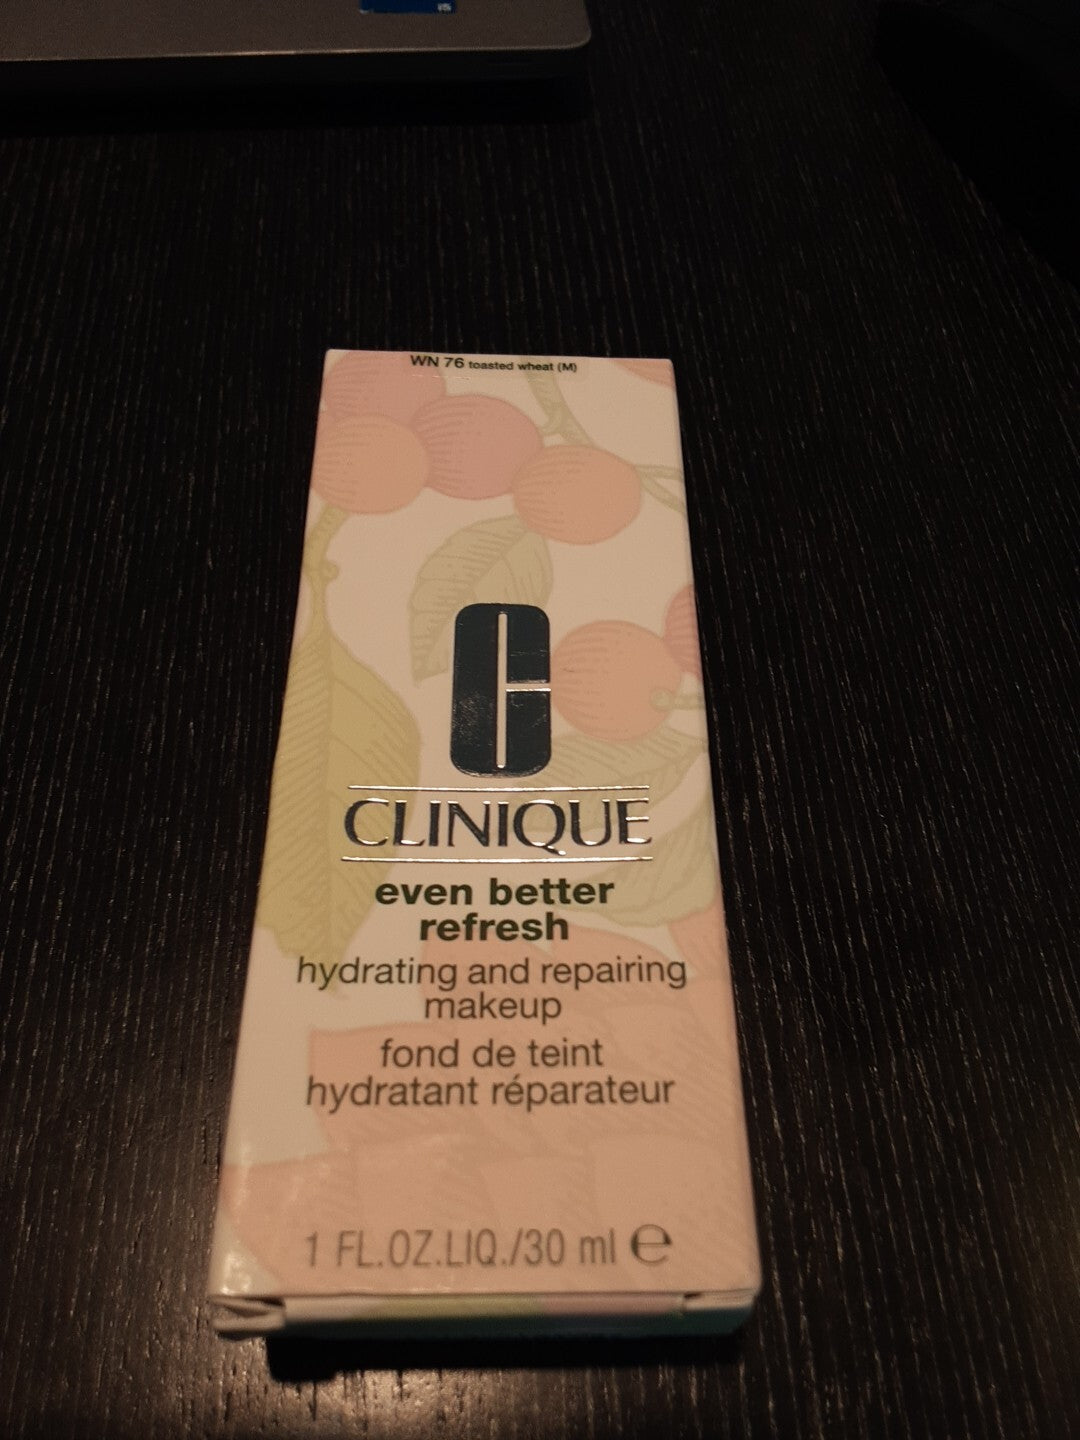 i5
WN 76 toasted wheat (M)
CLINIQUE
even better
refresh
hydrating and repairing
makeup
fond de teint
hydratant réparateur
1 FL.OZ.LIQ./30 ml ℮